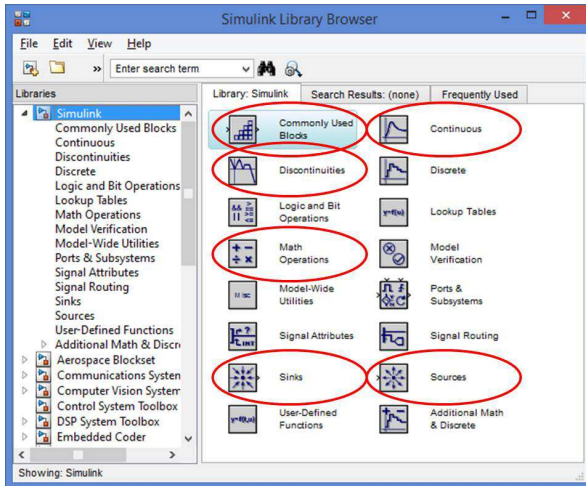 Simulink Library Browser
File Edit View Help
» Enter search term
Libraries
Library: Simulink Search Results: (none) Frequently Used
Simulink
Commonly Used Blocks
Continuous
Discontinuities
Discrete
Logic and Bit Operations
Lookup Tables
Math Operations
Model Verification
Model-Wide Utilities
Ports & Subsystems
Signal Attributes
Signal Routing
Sinks
Sources
User-Defined Functions
Additional Math & Discre
Aerospace Blockset
Communications System
Computer Vision System
Control System Toolbox
DSP System Toolbox
Embedded Coder
Commonly Used
Blocks
Continuous
Discontinuities
Discrete
Logic and Bit
Operations
y=f(u)
Lookup Tables
Math
Operations
Model
Verification
Misc
Model-Wide
Utilities
Ports &
Subsystems
Signal Attributes
Signal Routing
Sinks
Sources
y=f(u)
User-Defined
Functions
Additional Math
& Discrete
Showing: Simulink